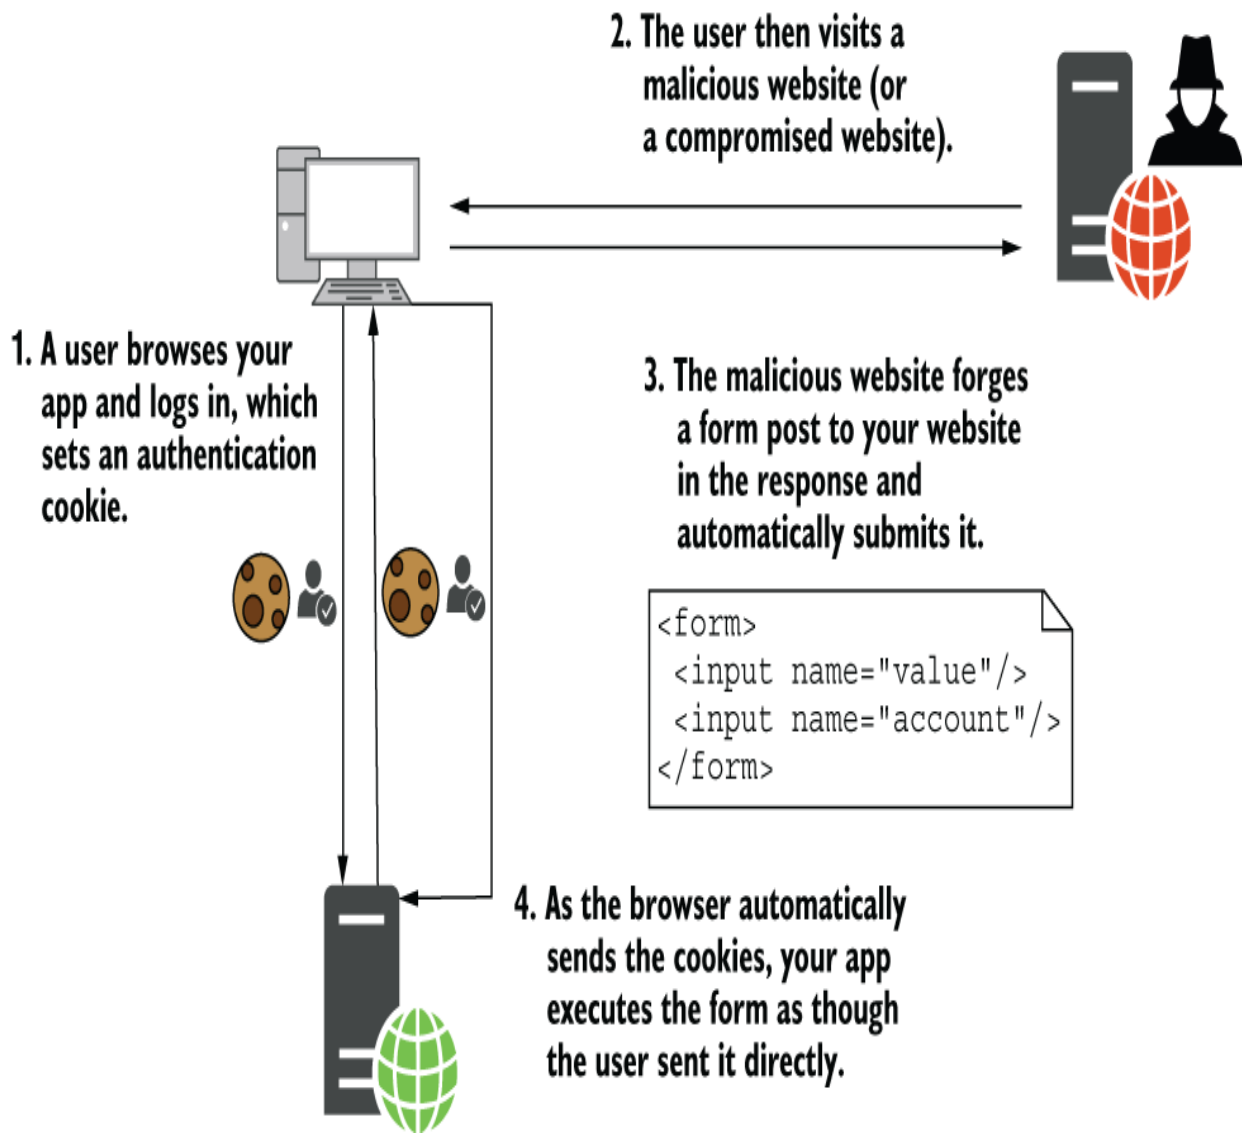 2. The user then visits a
malicious website (or
a compromised website).
1. A user browses your
app and logs in, which
sets an authentication
cookie.
3. The malicious website forges
a form post to your website
in the response and
automatically submits it.
<form>
<input name="value"/>
<input name="account"/>
</form>
4. As the browser automatically
sends the cookies, your app
executes the form as though
the user sent it directly.